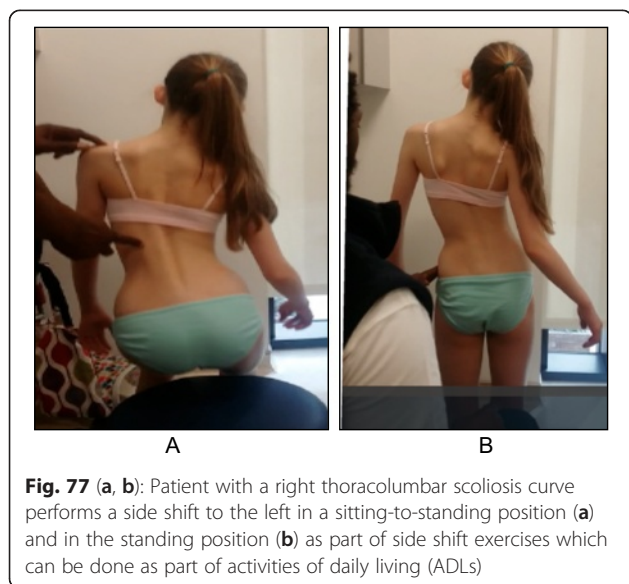 A B
Fig. 77 (a, b): Patient with a right thoracolumbar scoliosis curve
performs a side shift to the left in a sitting-to-standing position (a)
and in the standing position (b) as part of side shift exercises which
can be done as part of activities of daily living (ADLs)